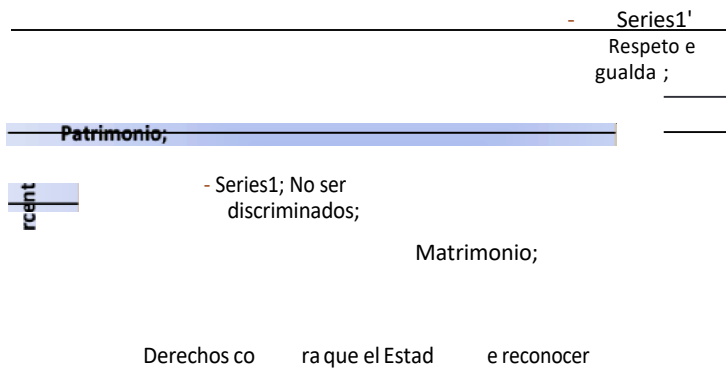 - Series1'
Respeto e
gualda ;
Patrimonio;
rcent
- Series1; No ser
discriminados;
Matrimonio;
Derechos co ra que el Estad e reconocer